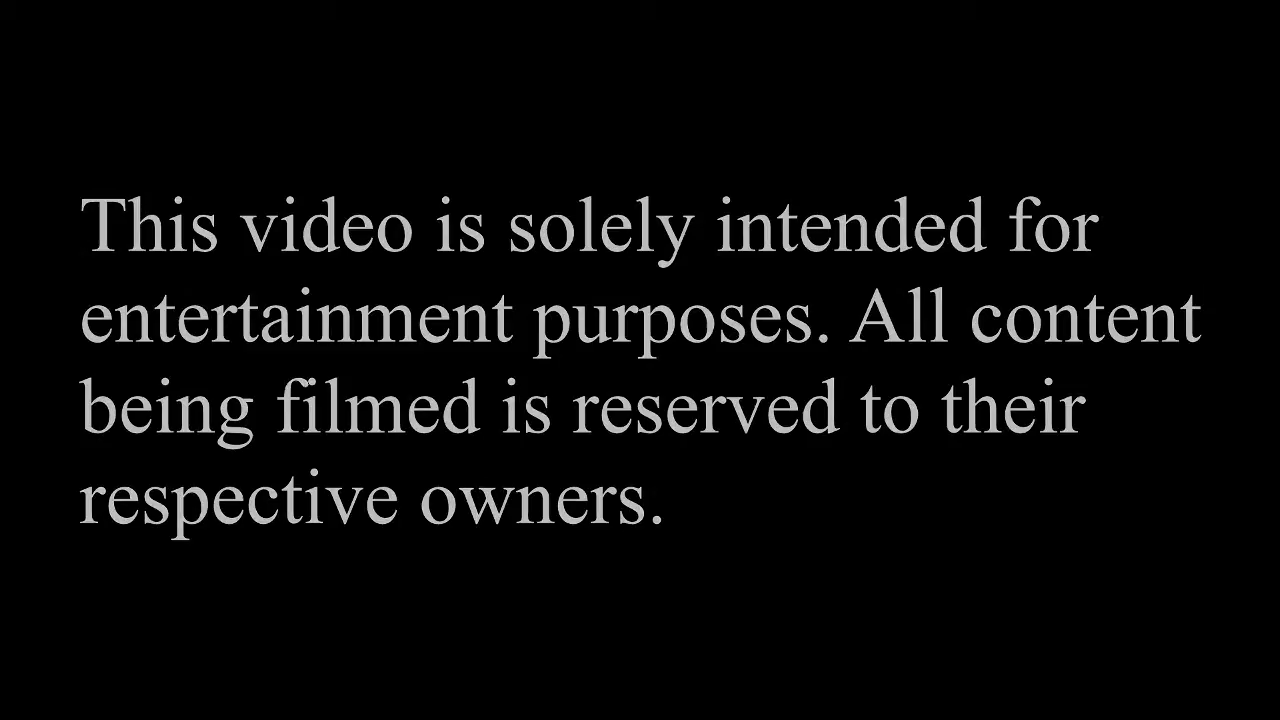 This video is solely intended for
entertainment purposes. All content
being filmed is reserved to their
respective owners.